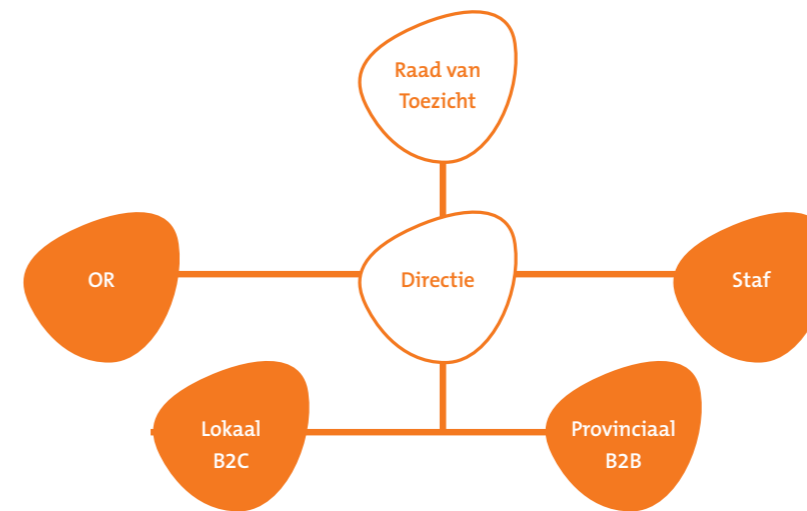 Raad van
Toezicht
OR
Directie
Staf
Lokaal
B2C
Provinciaal
B2B